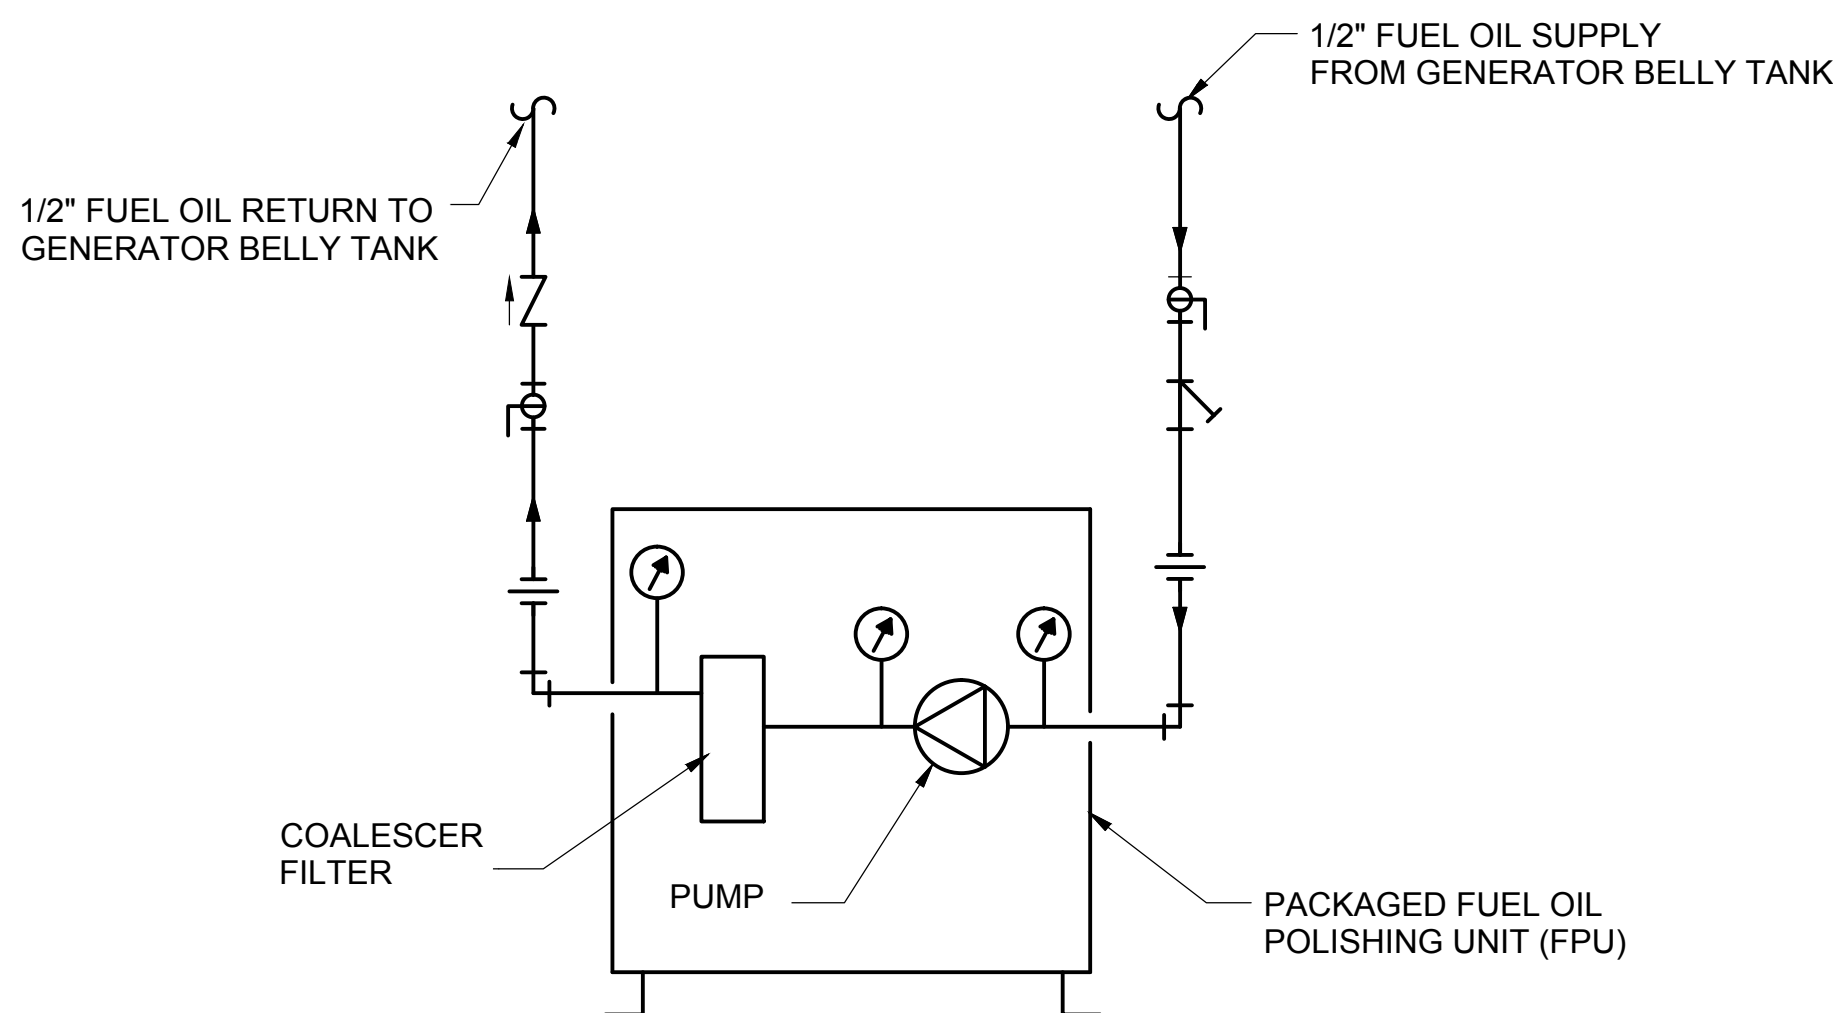 1/2" FUEL OIL SUPPLY
FROM GENERATOR BELLY TANK
1/2" FUEL OIL RETURN TO
GENERATOR BELLY TANK
COALESCER
FILTER
PUMP
PACKAGED FUEL OIL
POLISHING UNIT (FPU)